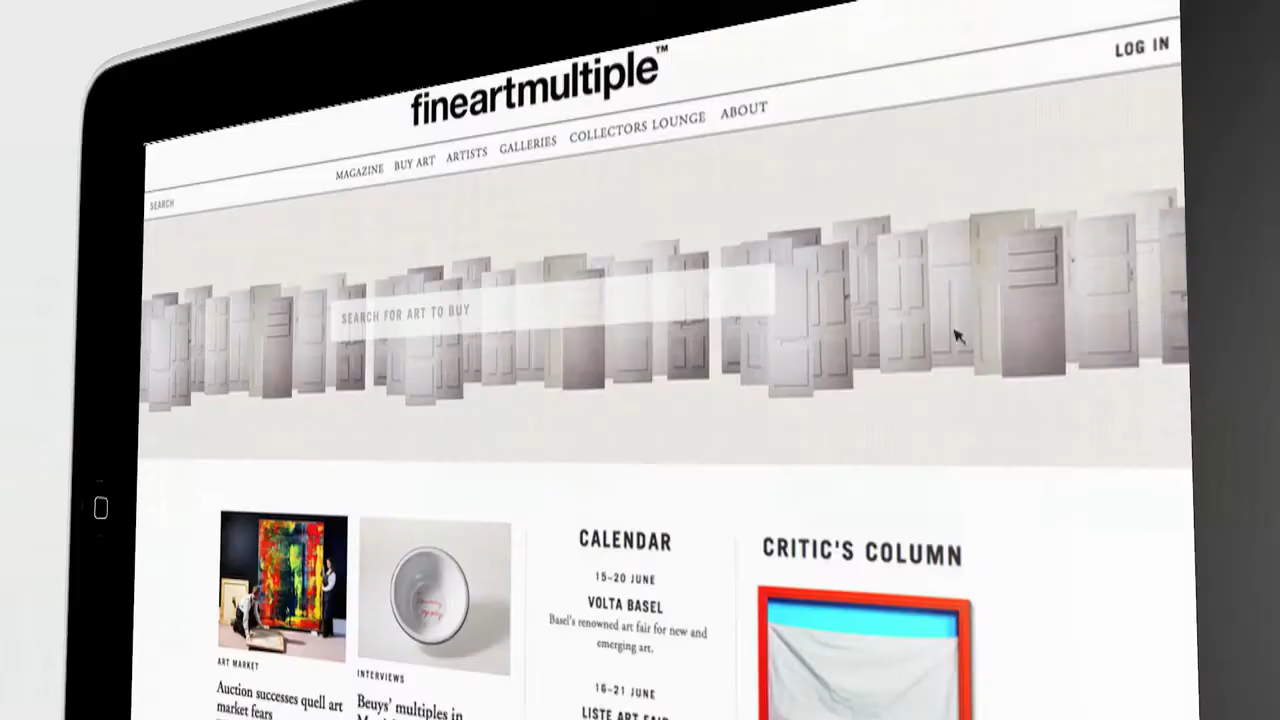 fineartmultiple™
LOG IN
MAGAZINE BUY ART ARTISTS GALLERIES COLLECTORS LOUNGE ABOUT
SEARCH
SEARCH FOR ART TO BUY
ART MARKET
Auction successes quell art
market fears
INTERVIEWS
Beuys' multiples in
CALENDAR
15–20 JUNE
VOLTA BASEL
Basel's renowned art fair for new and
emerging art.
16–21 JUNE
LISTE ART FAIR
CRITIC'S COLUMN